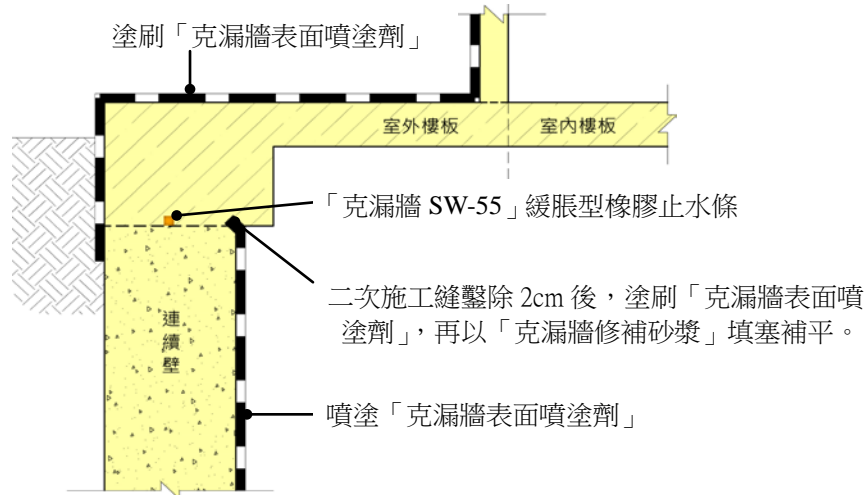 塗刷「克漏牆表面噴塗劑」
室外樓板
室內樓板
「克漏牆 SW-55」緩脹型橡膠止水條
二次施工縫鑿除 2cm 後,塗刷「克漏牆表面噴
塗劑」,再以「克漏牆修補砂漿」填塞補平。
連續壁
噴塗「克漏牆表面噴塗劑」